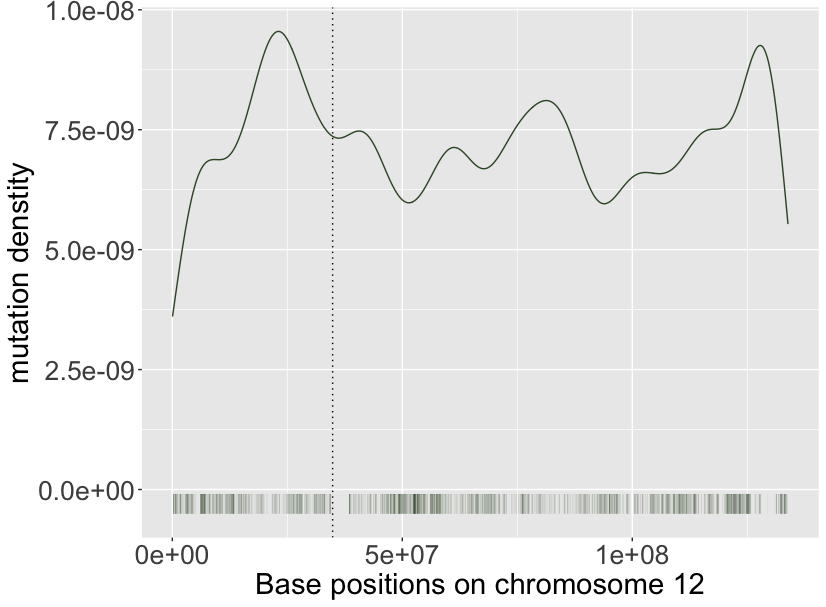 1.0e-08
7.5e-09
5.0e-09
2.5e-09
0.0e+00
mutation denstity
0e+00
5e+07
1e+08
Base positions on chromosome 12